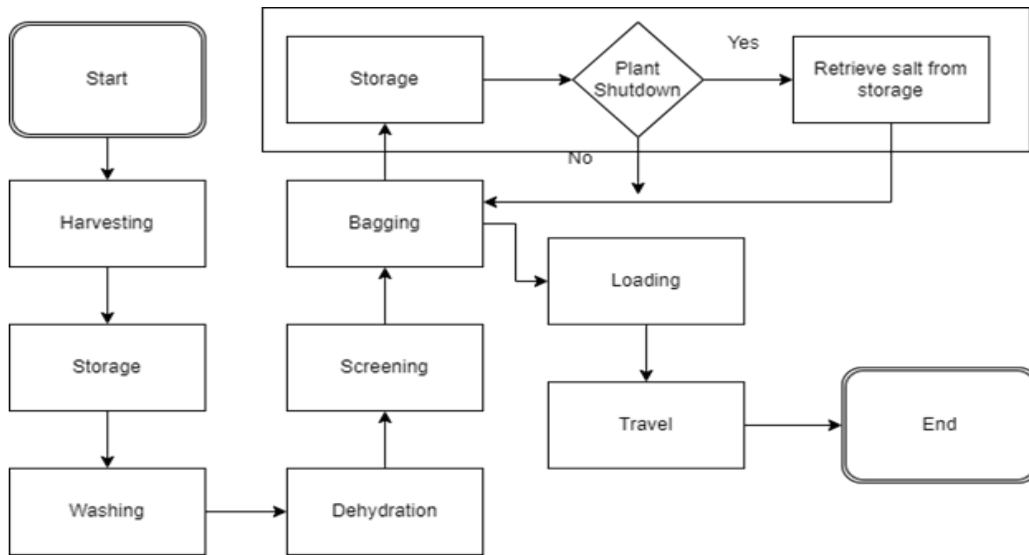 Start
Harvesting
Storage
Washing
Dehydration
Screening
Bagging
Storage
Plant
Shutdown
Yes
Retrieve salt from
storage
No
Loading
Travel
End